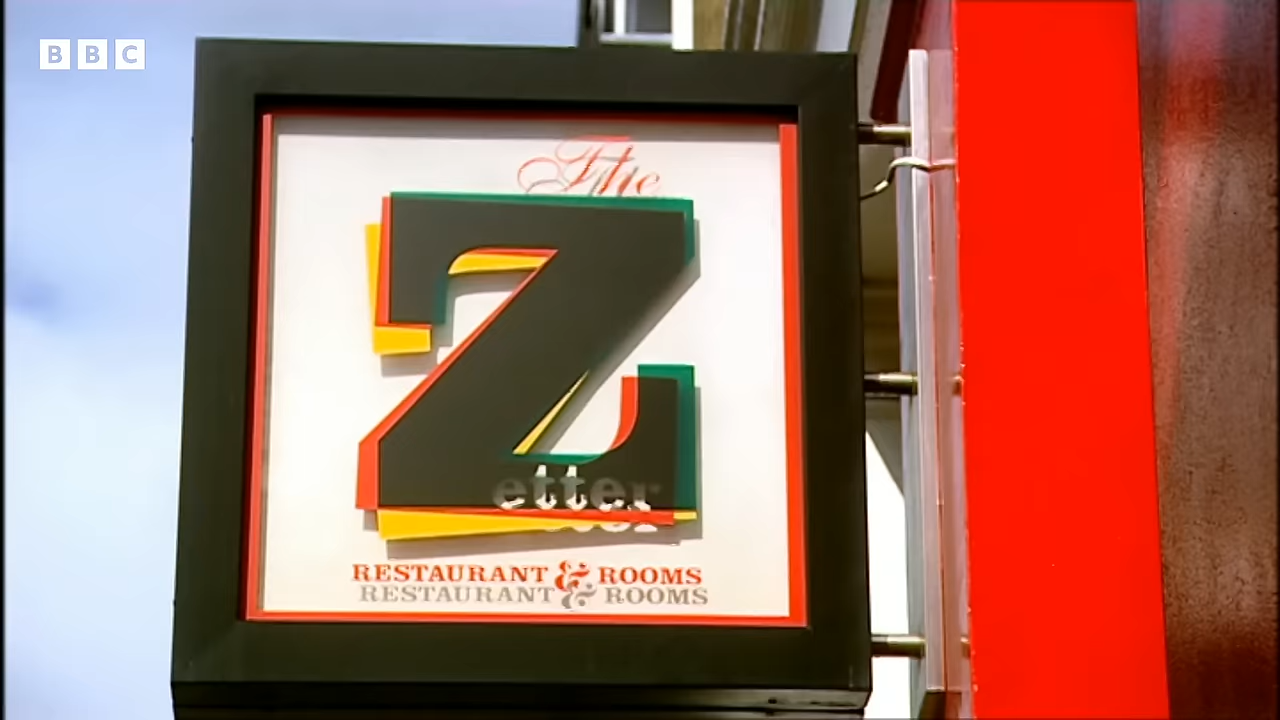 BBC
The
Z
etter
RESTAURANT & ROOMS
RESTAURANT & ROOMS